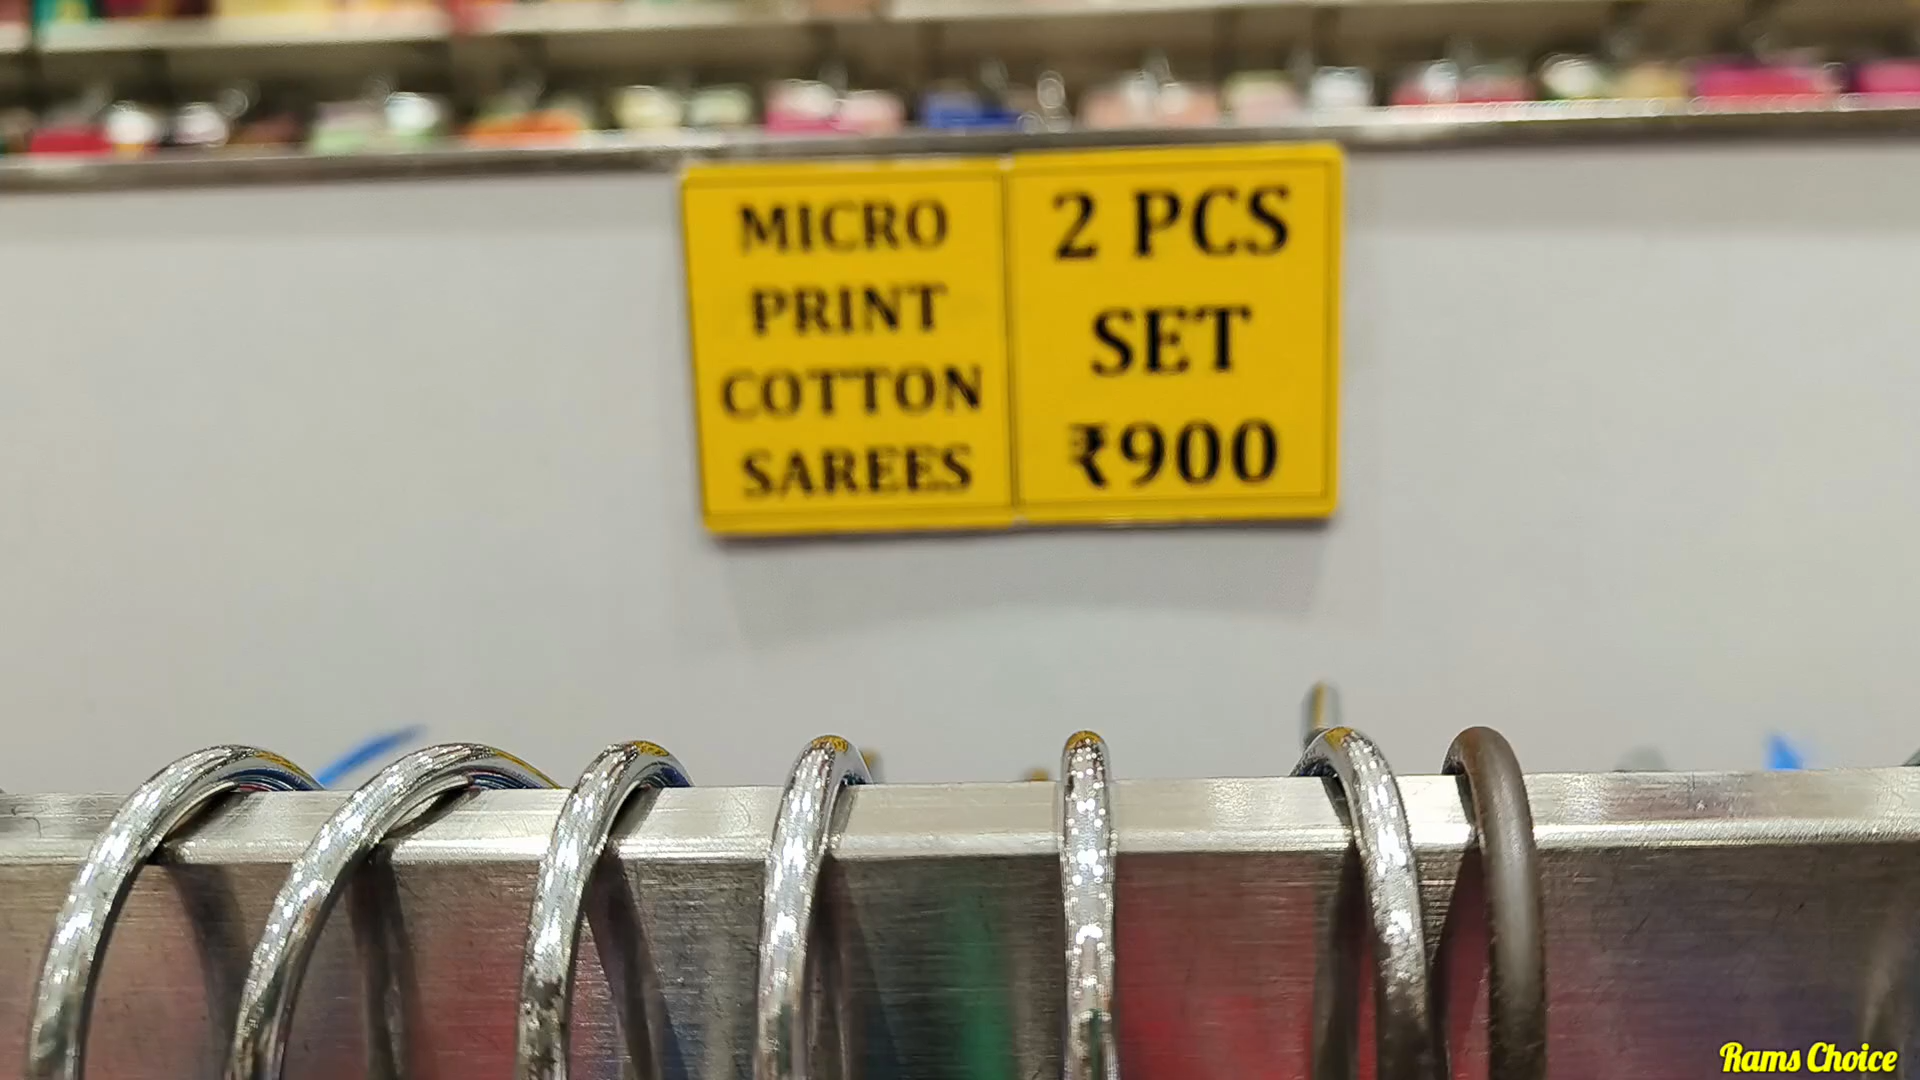 MICRO
PRINT
COTTON
SAREES
2 PCS
SET
₹900
Rams Choice